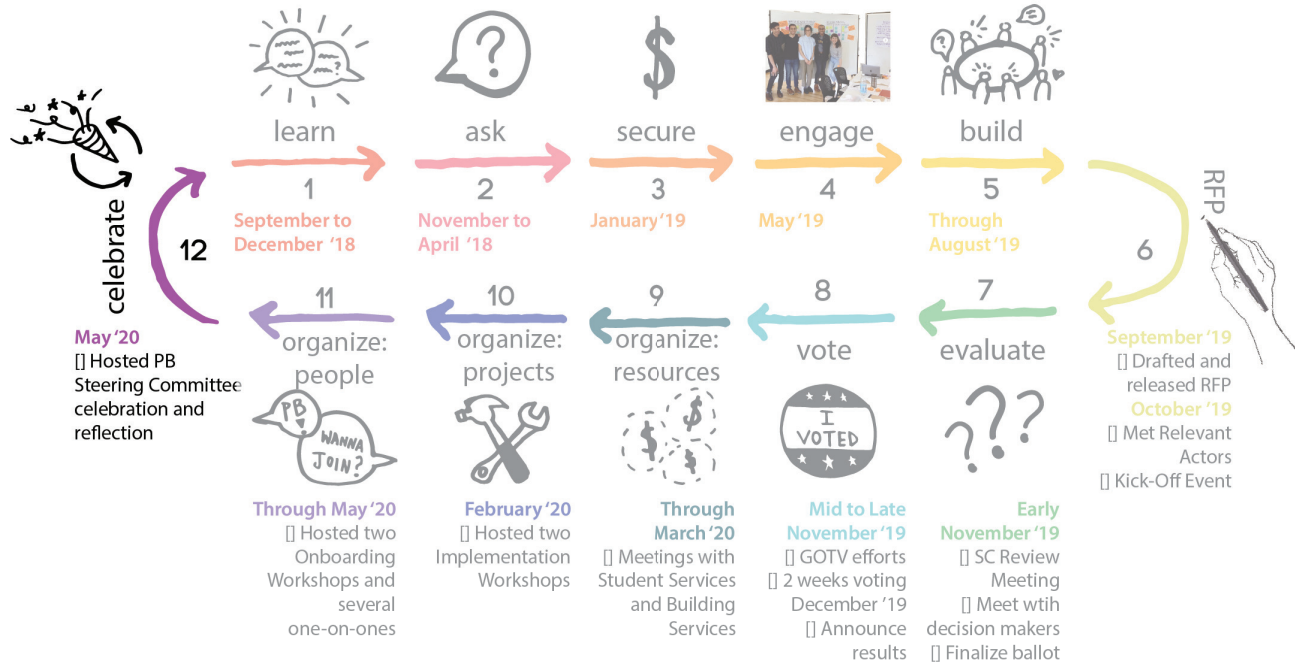 learn
1
September to
December ‘18
ask
2
November to
April ‘18
secure
3
January ‘19
engage
4
May ‘19
build
5
Through
August ‘19
RFP
6
September ‘19
[] Drafted and
released RFP
October ‘19
[] Met Relevant
Actors
[] Kick-Off Event
7
evaluate
???
Early
November ‘19
[] SC Review
Meeting
[] Meet wtih
decision makers
[] Finalize ballot
8
vote
I
VOTED
Mid to Late
November ‘19
[] GOTV efforts
[] 2 weeks voting
December ’19
[] Announce
results
9
organize:
resources
$
$
$
Through
March ‘20
[] Meetings with
Student Services
and Building
Services
10
organize:
projects
February ‘20
[] Hosted two
Implementation
Workshops
11
organize:
people
PB
WANNA
JOIN?
Through May ‘20
[] Hosted two
Onboarding
Workshops and
several
one-on-ones
12
celebrate
May ‘20
[] Hosted PB
Steering Committee
celebration and
reflection